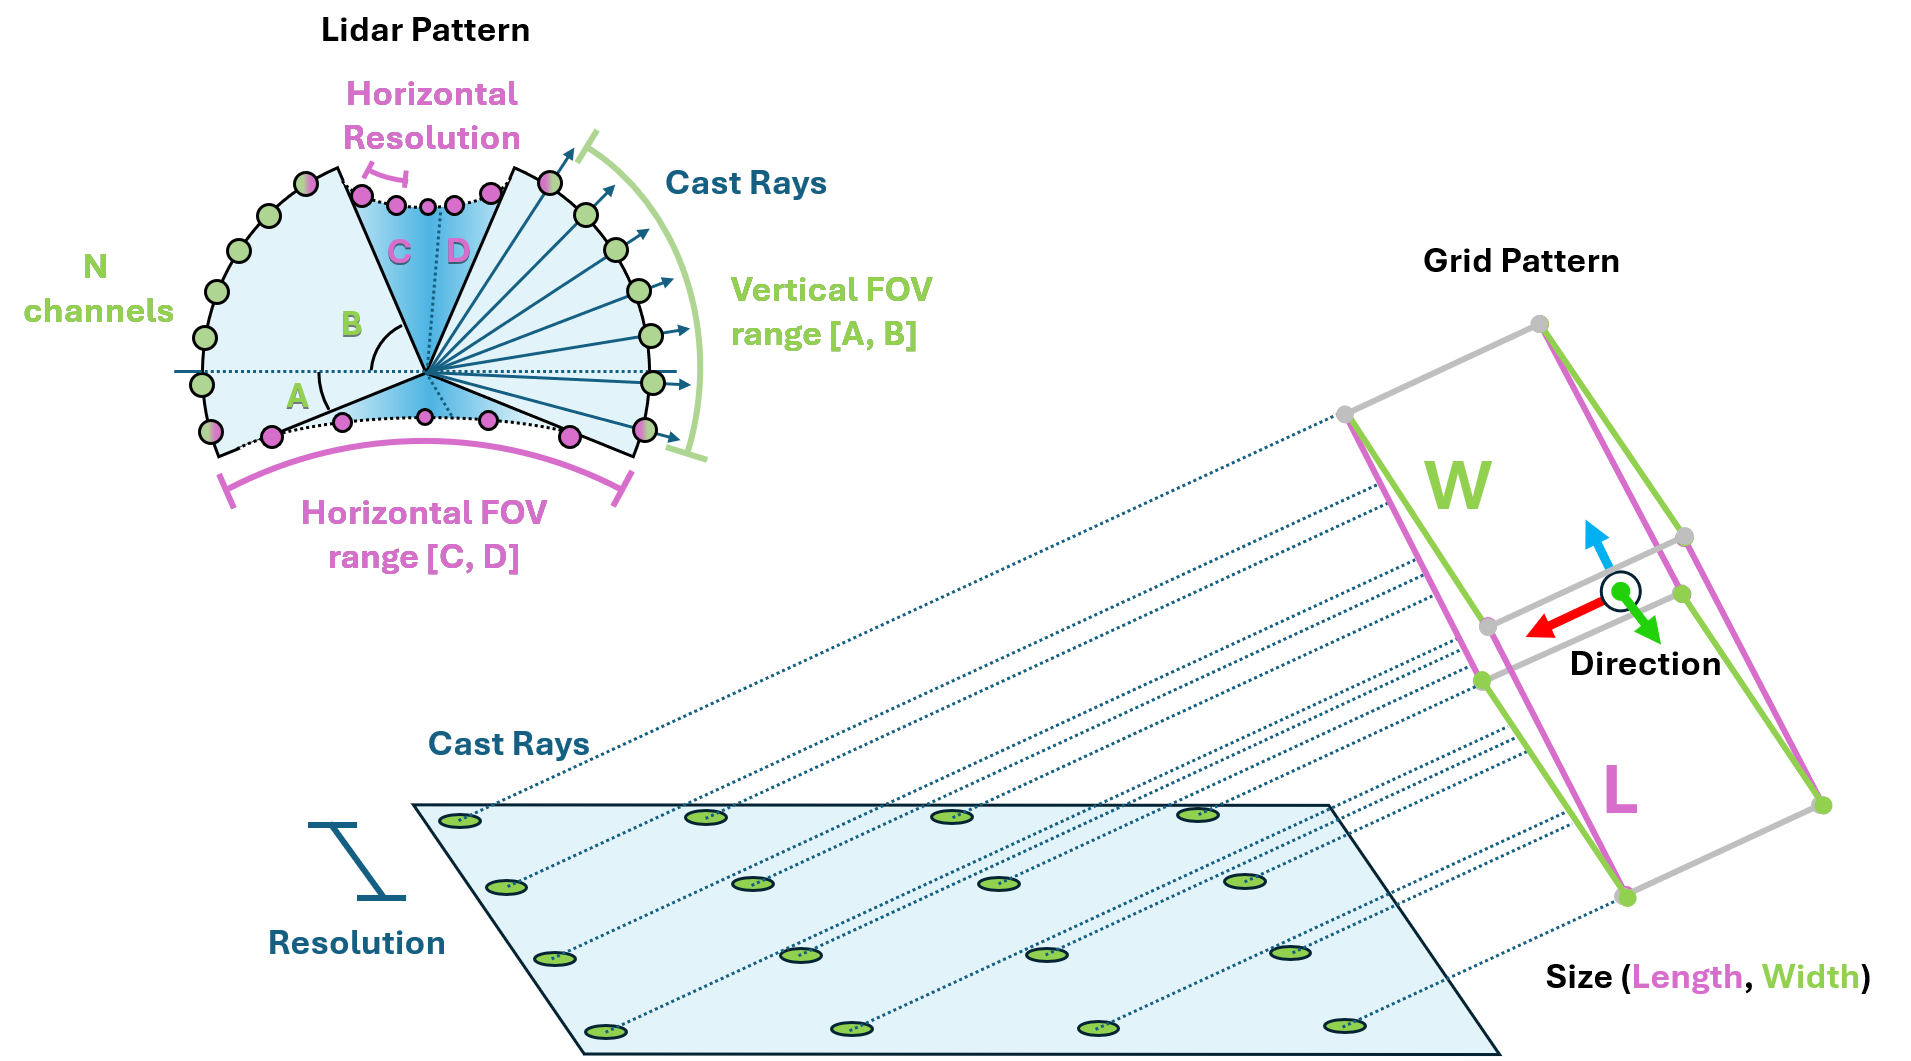 Lidar Pattern
Horizontal
Resolution
Cast Rays
C
D
N
channels
B
A
Vertical FOV
range [A, B]
Horizontal FOV
range [C, D]
Grid Pattern
W
Direction
Cast Rays
L
Resolution
Size (Length, Width)